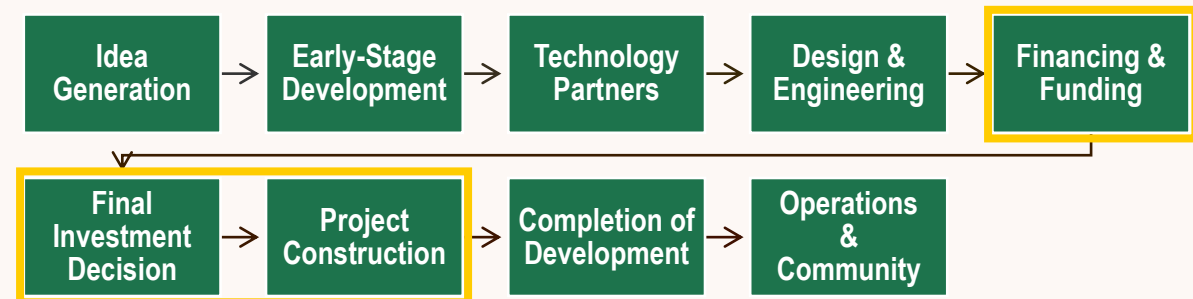 Idea
Generation
Early-Stage
Development
Technology
Partners
Design &
Engineering
Financing &
Funding
Final
Investment
Decision
Project
Construction
Completion of
Development
Operations
&
Community